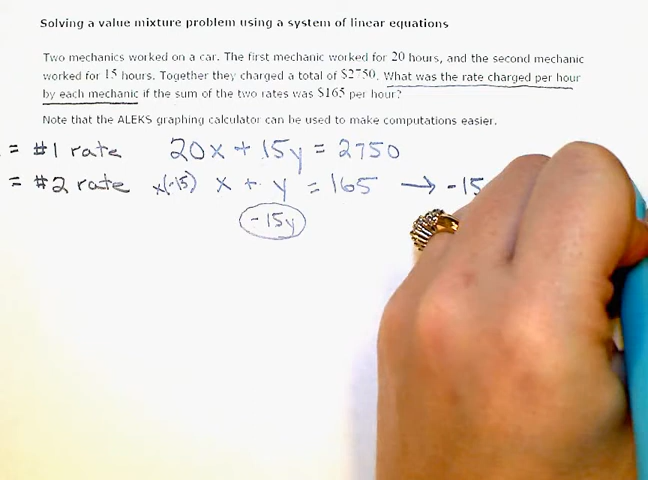 Solving a value mixture problem using a system of linear equations
Two mechanics worked on a car. The first mechanic worked for 20 hours, and the second mechanic
worked for 15 hours. Together they charged a total of $2750. What was the rate charged per hour
by each mechanic if the sum of the two rates was $165 per hour?
Note that the ALEKS graphing calculator can be used to make computations easier.
= #1 rate 20x + 15y = 2750
= #2 rate x(-15) x + y = 165 → -15
-15y